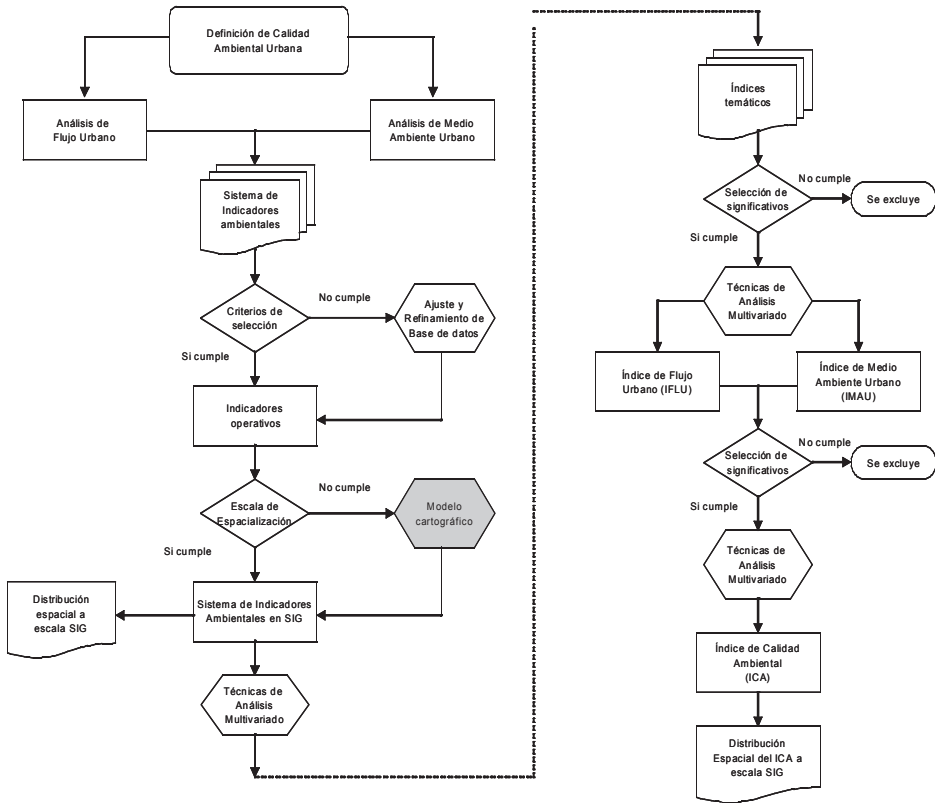 Definición de Calidad
Ambiental Urbana
Análisis de
Flujo Urbano
Análisis de Medio
Ambiente Urbano
Sistema de
Indicadores
ambientales
Criterios de
selección
No cumple
Ajuste y
Refinamiento de
Base de datos
Si cumple
Indicadores
operativos
Escala de
Espacialización
No cumple
Modelo
cartográfico
Si cumple
Distribución
espacial a
escala SIG
Sistema de Indicadores
Ambientales en SIG
Técnicas de
Análisis
Multivariado
Índices
temáticos
Selección de
significativos
No cumple
Se excluye
Si cumple
Técnicas de
Análisis
Multivariado
Índice de Flujo
Urbano (IFLU)
Índice de Medio
Ambiente Urbano
(IMAU)
Selección de
significativos
No cumple
Se excluye
Si cumple
Técnicas de
Análisis
Multivariado
Índice de Calidad
Ambiental
(ICA)
Distribución
Espacial del ICA a
escala SIG